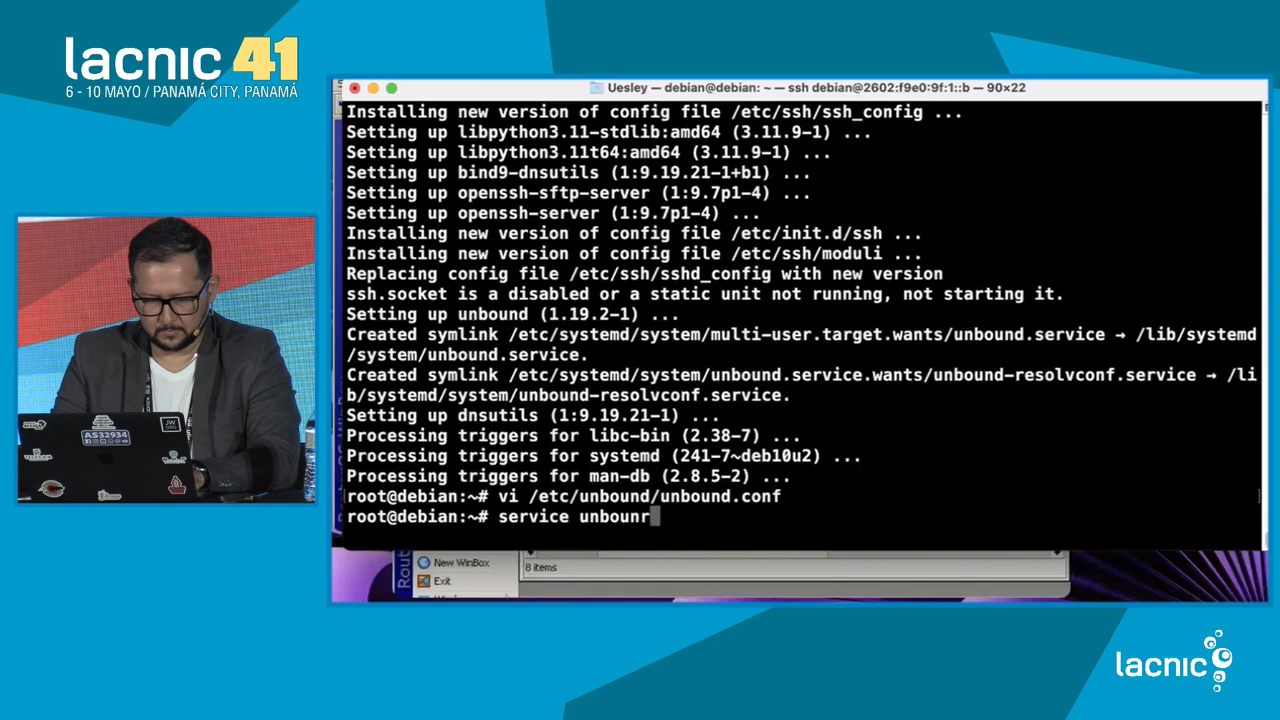 lacnic 41
6 - 10 MAYO / PANAMÁ CITY, PANAMÁ
Uesley — debian@debian: ~ — ssh debian@2602:f9e0:9f:1::b — 90×22
Installing new version of config file /etc/ssh/ssh_config ...
Setting up libpython3.11-stdlib:amd64 (3.11.9-1) ...
Setting up libpython3.11t64:amd64 (3.11.9-1) ...
Setting up bind9-dnsutils (1:9.19.21-1+b1) ...
Setting up openssh-sftp-server (1:9.7p1-4) ...
Setting up openssh-server (1:9.7p1-4) ...
Installing new version of config file /etc/init.d/ssh ...
Installing new version of config file /etc/ssh/moduli ...
Replacing config file /etc/ssh/sshd_config with new version
ssh.socket is a disabled or a static unit not running, not starting it.
Setting up unbound (1.19.2-1) ...
Created symlink /etc/systemd/system/multi-user.target.wants/unbound.service → /lib/systemd
/system/unbound.service.
Created symlink /etc/systemd/system/unbound.service.wants/unbound-resolvconf.service → /li
b/systemd/system/unbound-resolvconf.service.
Setting up dnsutils (1:9.19.21-1) ...
Processing triggers for libc-bin (2.38-7) ...
Processing triggers for systemd (241-7~deb10u2) ...
Processing triggers for man-db (2.8.5-2) ...
root@debian:~# vi /etc/unbound/unbound.conf
root@debian:~# service unbounr
New WinBox
Exit
8 items
Rout
AS32934
JW
lacnic